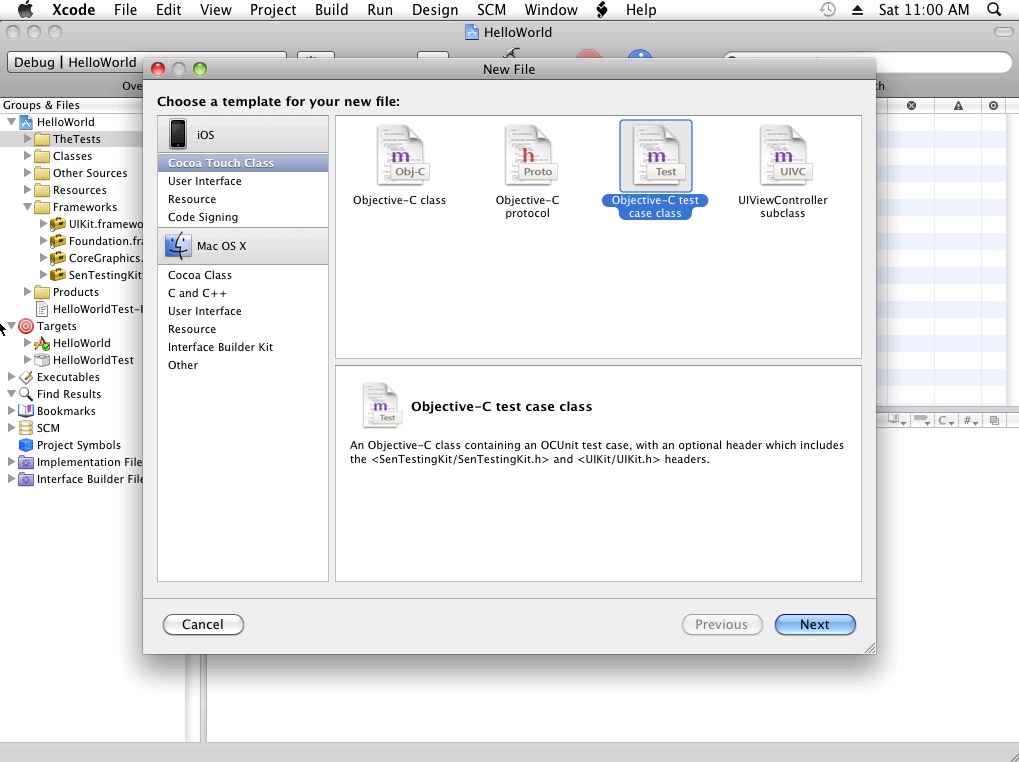 Xcode File Edit View Project Build Run Design SCM Window Help Sat 11:00 AM
HelloWorld
Debug | HelloWorld
New File
Choose a template for your new file:
Groups & Files
HelloWorld
TheTests
Classes
Other Sources
Resources
Frameworks
UIKit.framewo
Foundation.fra
CoreGraphics.
SenTestingKit
Products
HelloWorldTest-I
Targets
HelloWorld
HelloWorldTest
Executables
Find Results
Bookmarks
SCM
Project Symbols
Implementation File
Interface Builder File
iOS
Cocoa Touch Class
User Interface
Resource
Code Signing
Mac OS X
Cocoa Class
C and C++
User Interface
Resource
Interface Builder Kit
Other
m
Obj-C
Objective-C class
h
Proto
Objective-C
protocol
m
Test
Objective-C test
case class
m
UIVC
UIViewController
subclass
m
Test
Objective-C test case class
An Objective-C class containing an OCUnit test case, with an optional header which includes
the <SenTestingKit/SenTestingKit.h> and <UIKit/UIKit.h> headers.
C
#
Cancel
Previous
Next